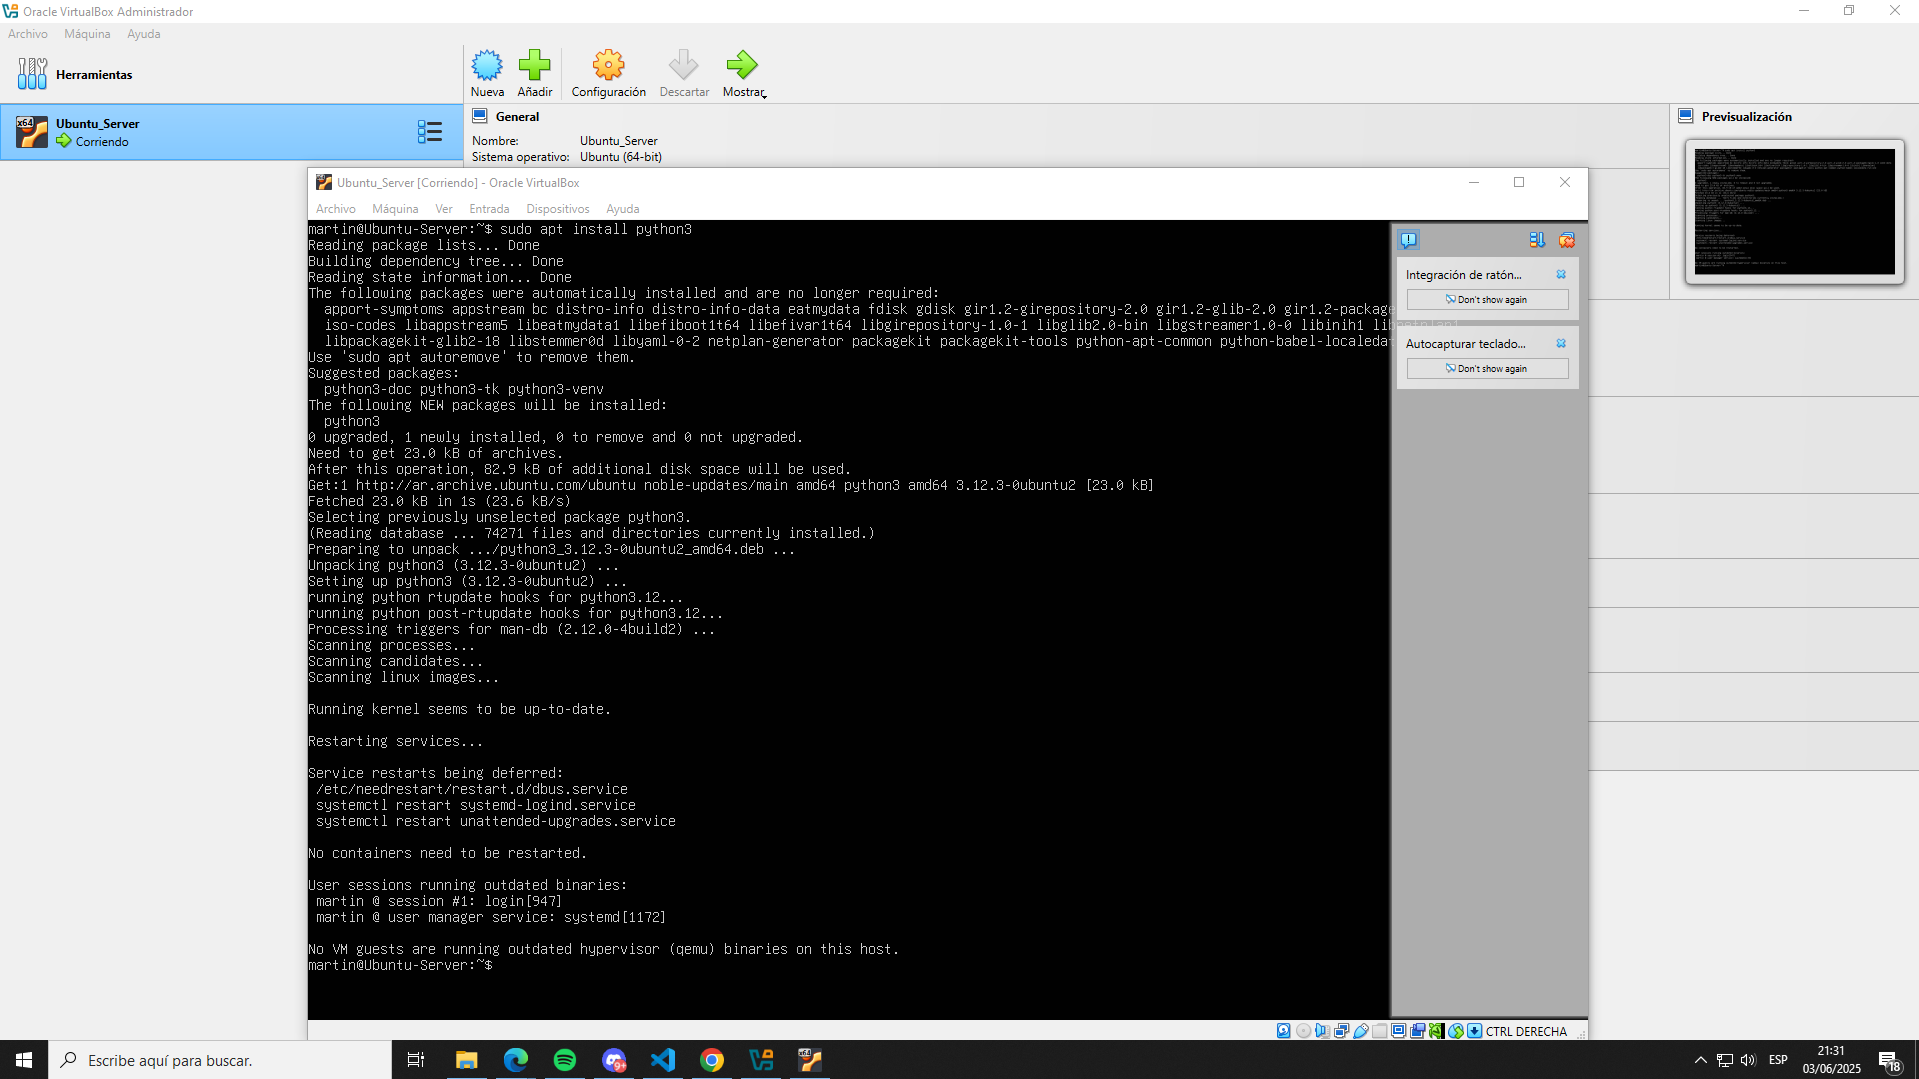 Oracle VirtualBox Administrador
Archivo Máquina Ayuda
Herramientas
Nueva Añadir Configuración Descartar Mostrar
x64 Ubuntu_Server
Corriendo
General
Nombre: Ubuntu_Server
Sistema operativo: Ubuntu (64-bit)
Previsualización
Ubuntu_Server [Corriendo] - Oracle VirtualBox
Archivo Máquina Ver Entrada Dispositivos Ayuda
martin@Ubuntu-Server:~$ sudo apt install python3
Reading package lists... Done
Building dependency tree... Done
Reading state information... Done
The following packages were automatically installed and are no longer required:
apport-symptoms appstream bc distro-info distro-info-data eatmydata fdisk gdisk gir1.2-girepository-2.0 gir1.2-glib-2.0 gir1.2-package
iso-codes libappstream5 libeatmydata1 libefiboot1t64 libefivar1t64 libgirepository-1.0-1 libglib2.0-bin libgstreamer1.0-0 libinih1 libnetplan1
libpackagekit-glib2-18 libstemmer0d libyaml-0-2 netplan-generator packagekit packagekit-tools python-apt-common python-babel-localedat
Use 'sudo apt autoremove' to remove them.
Suggested packages:
python3-doc python3-tk python3-venv
The following NEW packages will be installed:
python3
0 upgraded, 1 newly installed, 0 to remove and 0 not upgraded.
Need to get 23.0 kB of archives.
After this operation, 82.9 kB of additional disk space will be used.
Get:1 http://ar.archive.ubuntu.com/ubuntu noble-updates/main amd64 python3 amd64 3.12.3-0ubuntu2 [23.0 kB]
Fetched 23.0 kB in 1s (23.6 kB/s)
Selecting previously unselected package python3.
(Reading database ... 74271 files and directories currently installed.)
Preparing to unpack .../python3_3.12.3-0ubuntu2_amd64.deb ...
Unpacking python3 (3.12.3-0ubuntu2) ...
Setting up python3 (3.12.3-0ubuntu2) ...
running python rtupdate hooks for python3.12...
running python post-rtupdate hooks for python3.12...
Processing triggers for man-db (2.12.0-4build2) ...
Scanning processes...
Scanning candidates...
Scanning linux images...
Running kernel seems to be up-to-date.
Restarting services...
Service restarts being deferred:
/etc/needrestart/restart.d/dbus.service
systemctl restart systemd-logind.service
systemctl restart unattended-upgrades.service
No containers need to be restarted.
User sessions running outdated binaries:
martin @ session #1: login[947]
martin @ user manager service: systemd[1172]
No VM guests are running outdated hypervisor (qemu) binaries on this host.
martin@Ubuntu-Server:~$
Integración de ratón...
Don't show again
Autocapturar teclado...
Don't show again
CTRL DERECHA
Escribe aquí para buscar.
ESP
21:31
03/06/2025
18